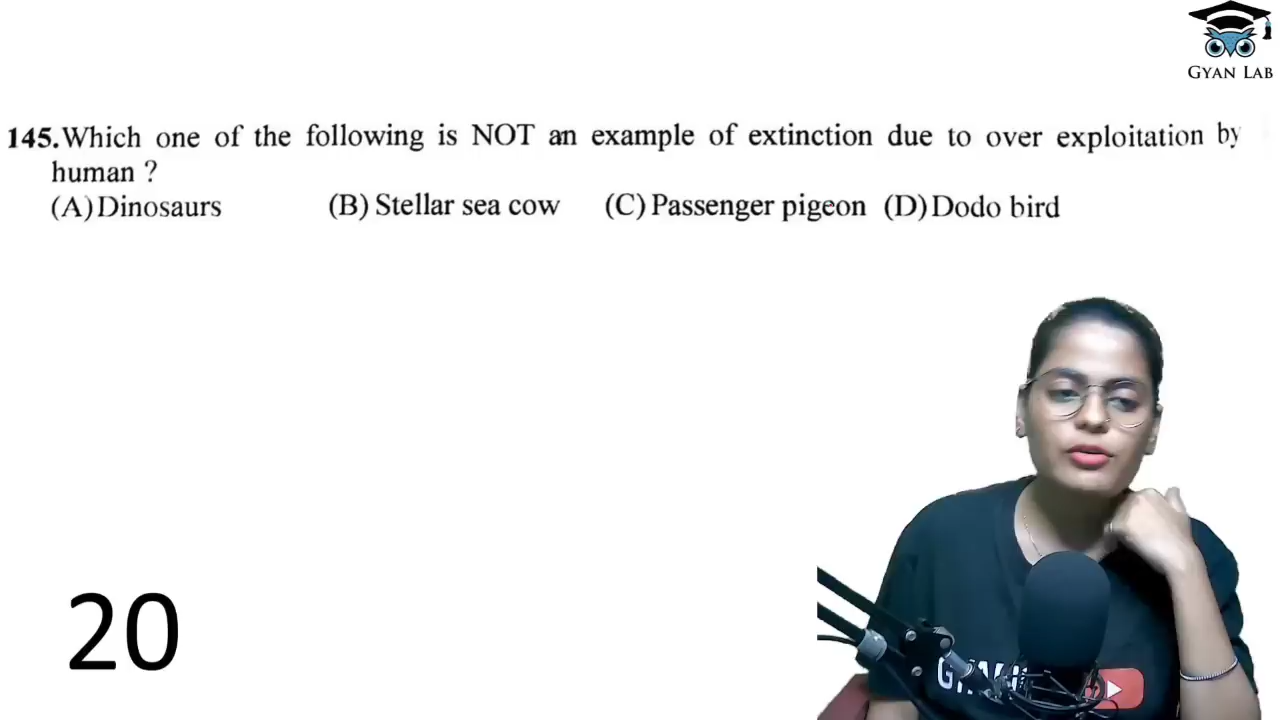 GYAN LAB
145.Which one of the following is NOT an example of extinction due to over exploitation by
human ?
(A) Dinosaurs (B) Stellar sea cow (C) Passenger pigeon (D) Dodo bird
20